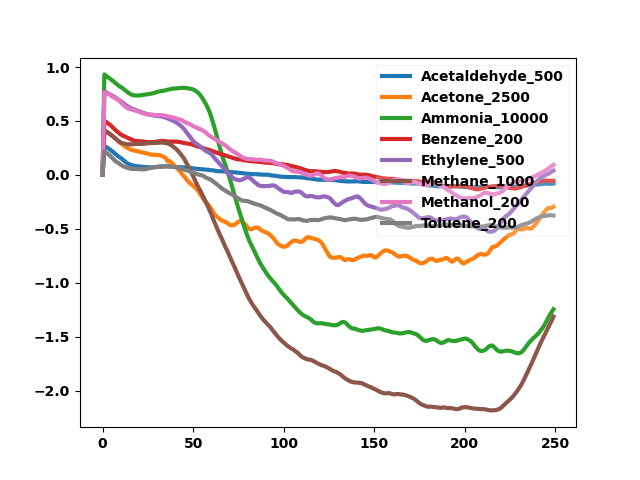 1.0
0.5
0.0
−0.5
−1.0
−1.5
−2.0
0 50 100 150 200 250
Acetaldehyde_500
Acetone_2500
Ammonia_10000
Benzene_200
Ethylene_500
Methane_1000
Methanol_200
Toluene_200